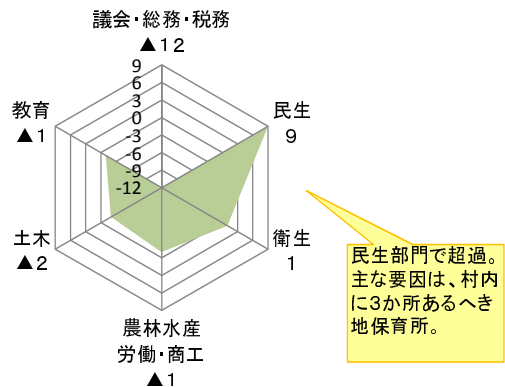 議会・総務・税務
▲12
9
6
3
0
-3
-6
-9
-12
教育
▲1
民生
9
土木
▲2
衛生
1
農林水産
労働・商工
▲1
民生部門で超過。
主な要因は、村内
に3か所あるへき
地保育所。